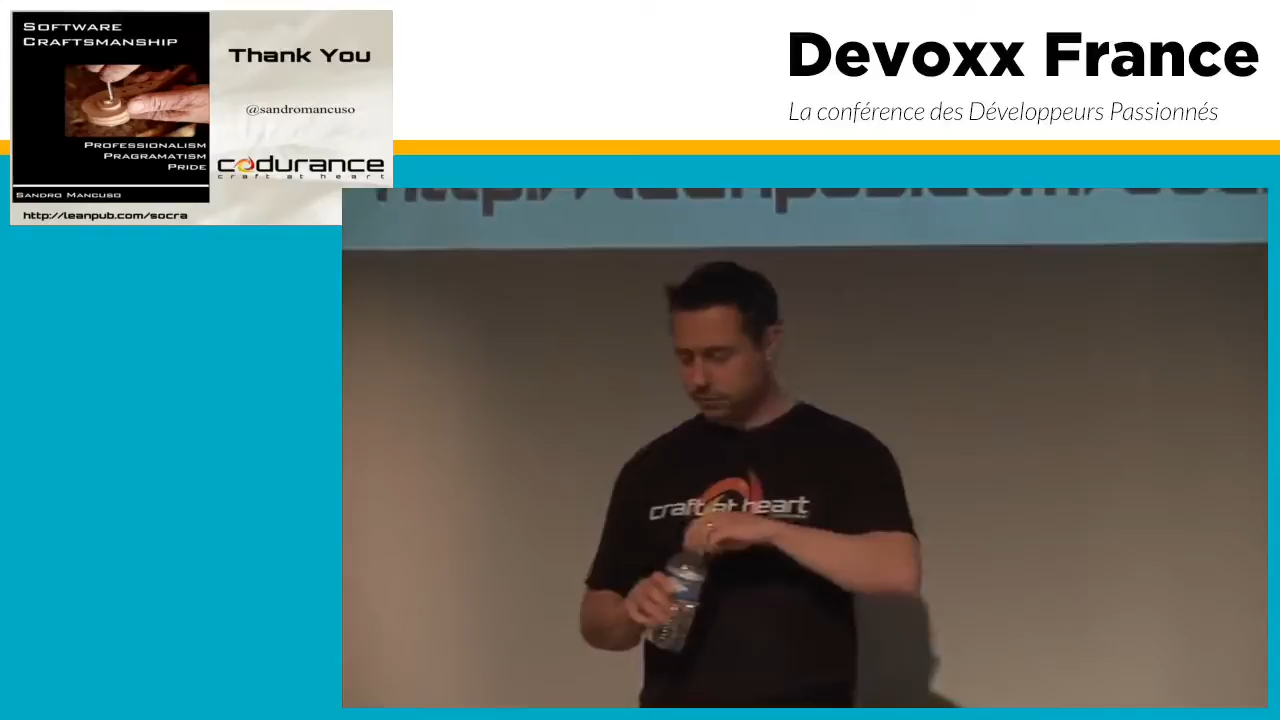 SOFTWARE
CRAFTSMANSHIP
PROFESSIONALISM
PRAGRAMATISM
PRIDE
SANDRO MANCUSO
http://leanpub.com/socra
Thank You
@sandromancuso
codurance
craft at heart
Devoxx France
La conférence des Développeurs Passionnés
craft at heart